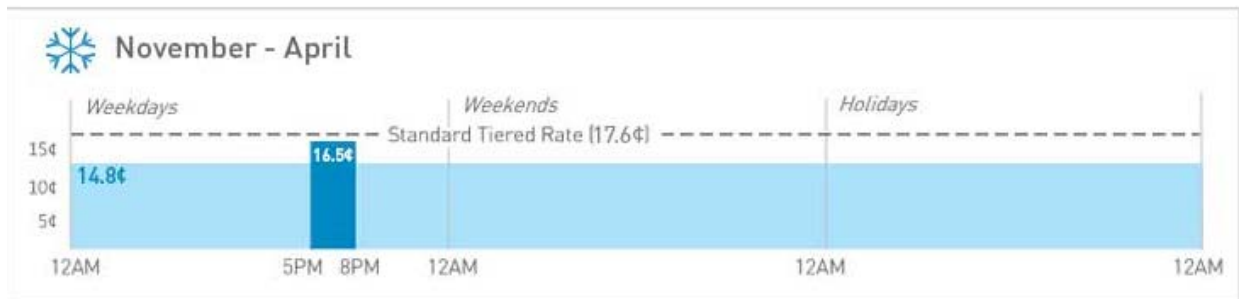 November - April
Weekdays
Weekends
Holidays
Standard Tiered Rate (17.6¢)
15¢
16.5¢
14.8¢
10¢
5¢
12AM
5PM
8PM
12AM
12AM
12AM